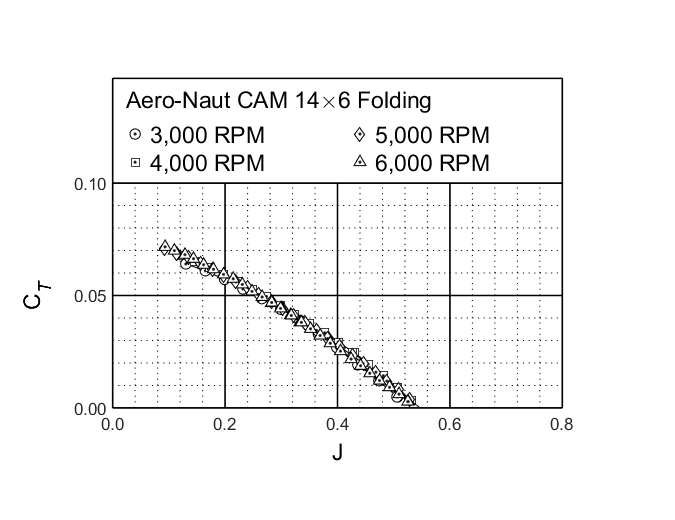 Aero-Naut CAM 14×6 Folding
3,000 RPM
5,000 RPM
4,000 RPM
6,000 RPM
0.10
0.05
0.00
C_T
0.0 0.2 0.4 0.6 0.8
J